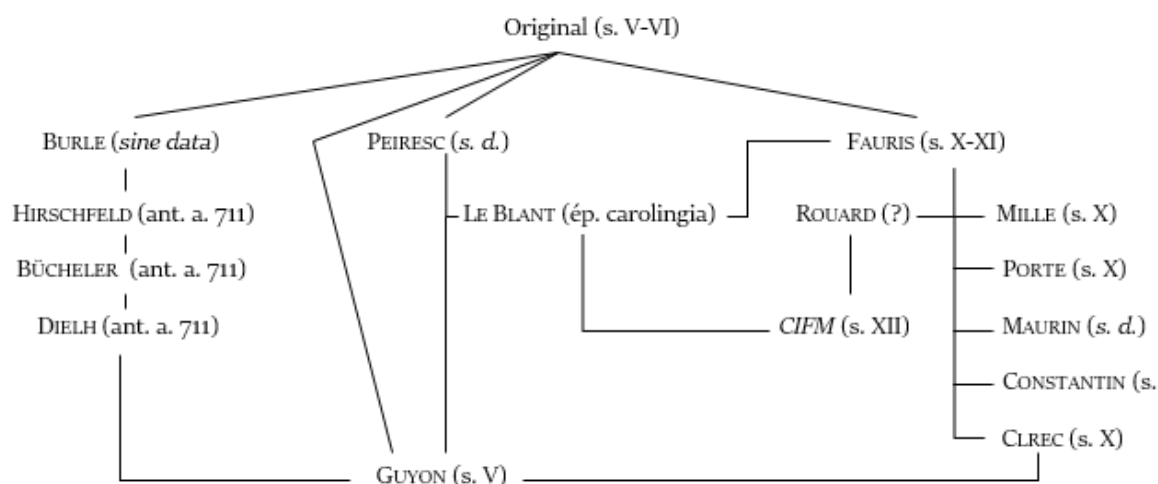 Original (s. V-VI)
BURLE (sine data) PEIRESC (s. d.) FAURIS (s. X-XI)
HIRSCHFELD (ant. a. 711) LE BLANT (ép. carolingia) ROUARD (?) MILLE (s. X)
BÜCHELER (ant. a. 711) PORTE (s. X)
DIELH (ant. a. 711) CIFM (s. XII) MAURIN (s. d.)
CONSTANTIN (s.
CLREC (s. X)
GUYON (s. V)